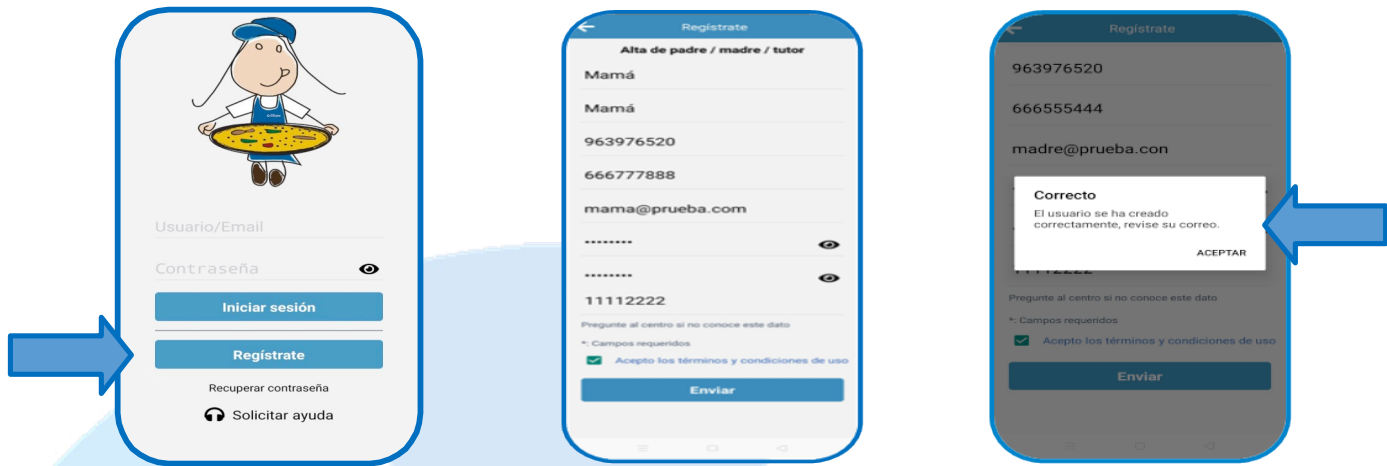 Usuario/Email
Contraseña
Iniciar sesión
Regístrate
Recuperar contraseña
Solicitar ayuda
Regístrate
Alta de padre / madre / tutor
Mamá
Mamá
963976520
666777888
mama@prueba.com
••••••••
••••••••
11112222
Pregunte al centro si no conoce este dato
*: Campos requeridos
Acepto los términos y condiciones de uso
Enviar
Regístrate
963976520
666555444
madre@prueba.con
Correcto
El usuario se ha creado
correctamente, revise su correo.
ACEPTAR
11112222
Pregunte al centro si no conoce este dato
*: Campos requeridos
Acepto los términos y condiciones de uso
Enviar